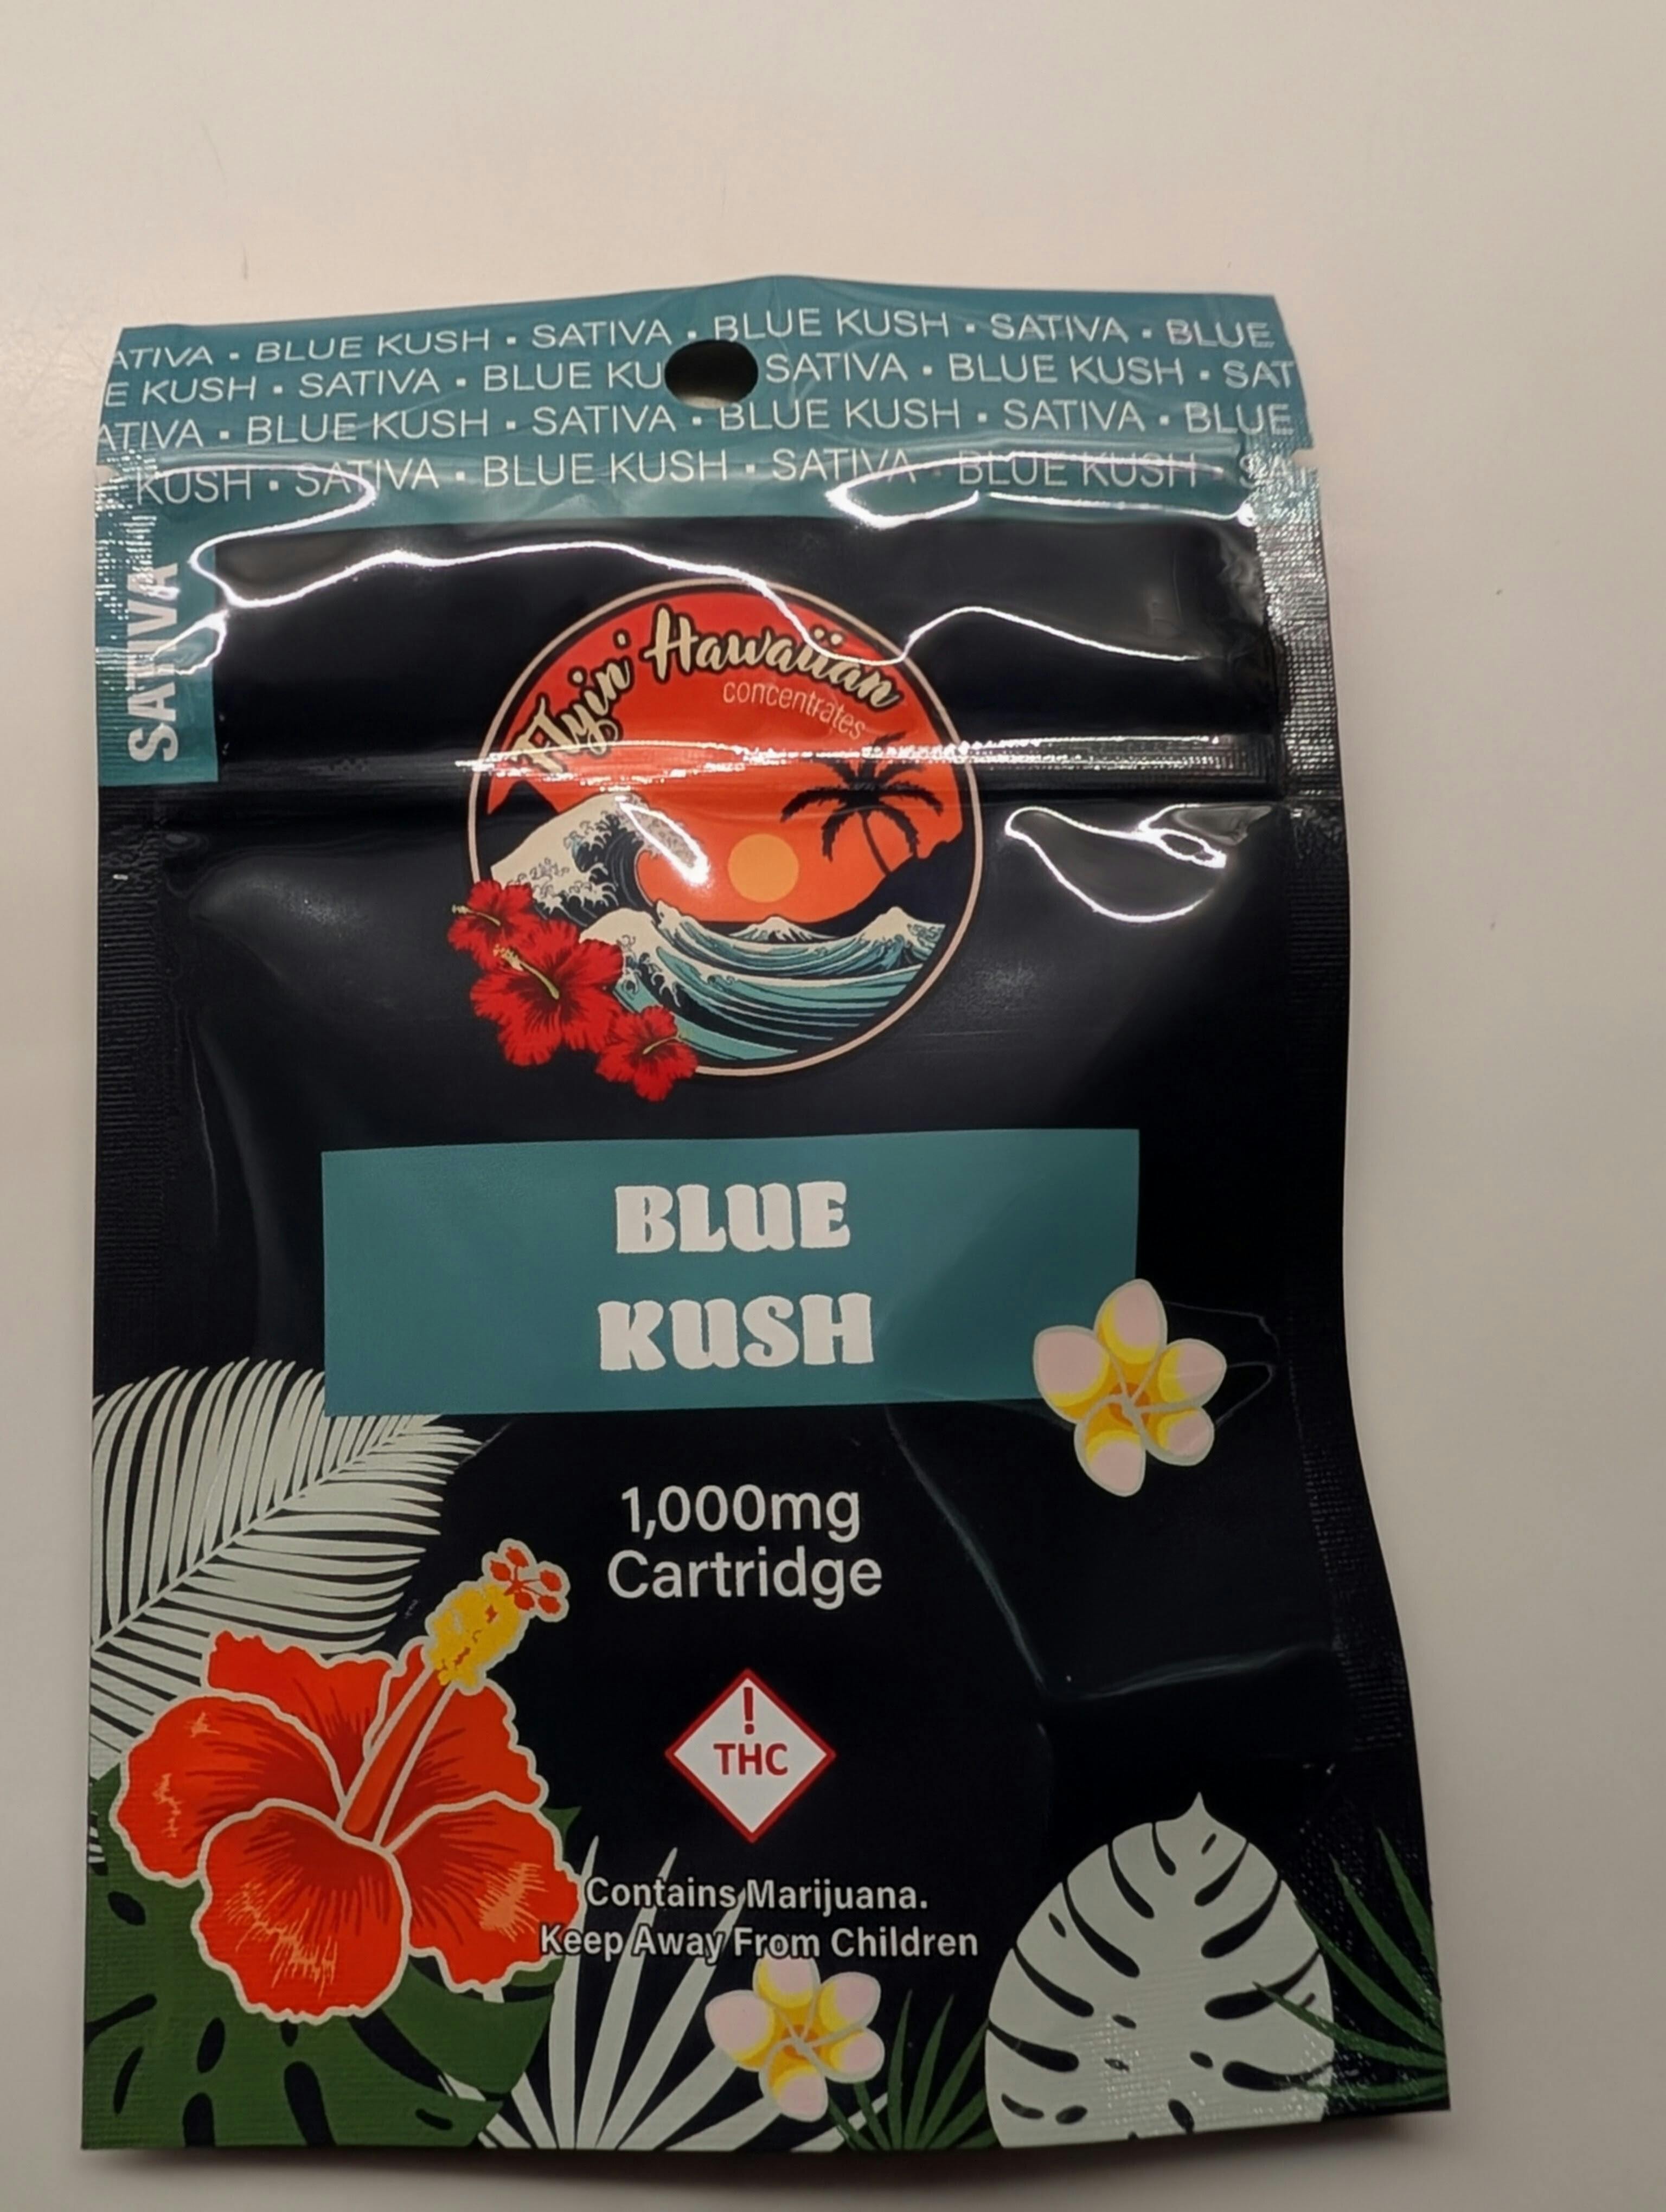 ATIVA ▪ BLUE KUSH ▪ SATIVA ▪ BLUE KUSH ▪ SATIVA ▪ BLUE
E KUSH ▪ SATIVA ▪ BLUE KU SATIVA ▪ BLUE KUSH ▪ SAT
ATIVA ▪ BLUE KUSH ▪ SATIVA ▪ BLUE KUSH ▪ SATIVA ▪ BLUE
KUSH ▪ SATIVA ▪ BLUE KUSH ▪ SATIVA ▪ BLUE KUSH ▪ SA
SATIVA
Flyin' Hawaiian
concentrates
BLUE
KUSH
1,000mg
Cartridge
!
THC
Contains Marijuana.
Keep Away From Children